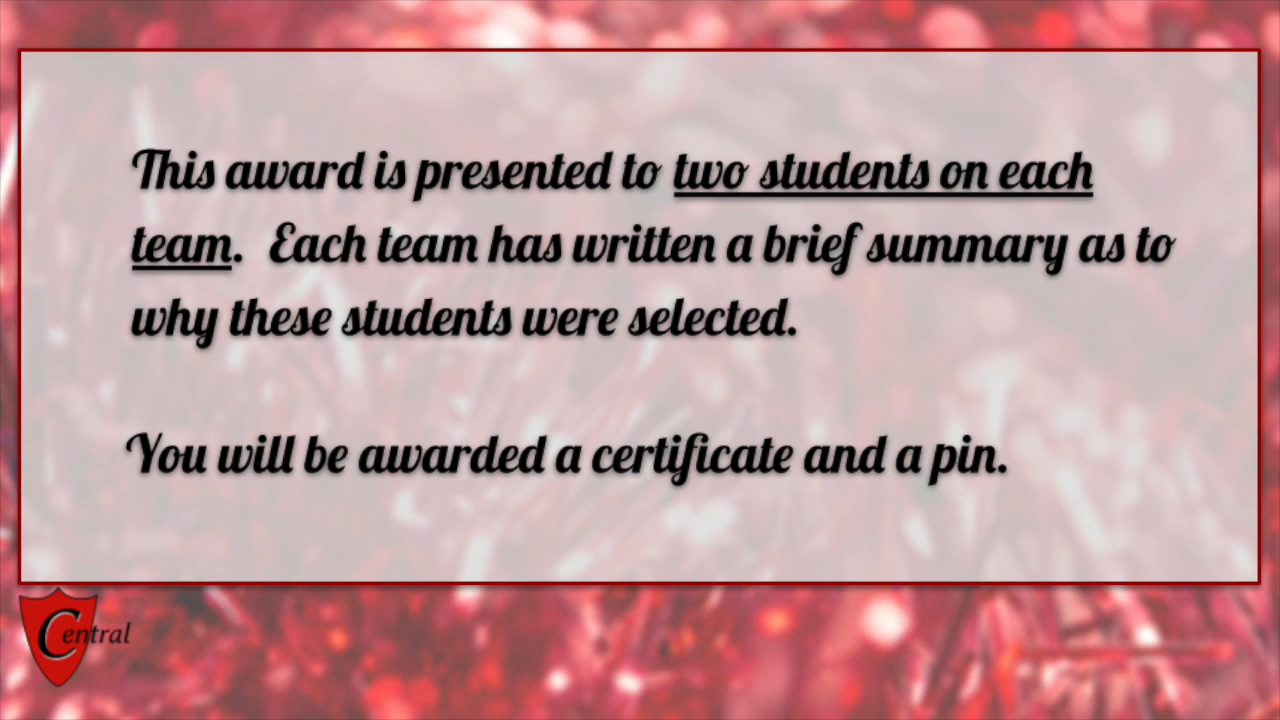 This award is presented to two students on each
team.  Each team has written a brief summary as to
why these students were selected.
You will be awarded a certificate and a pin.
Central